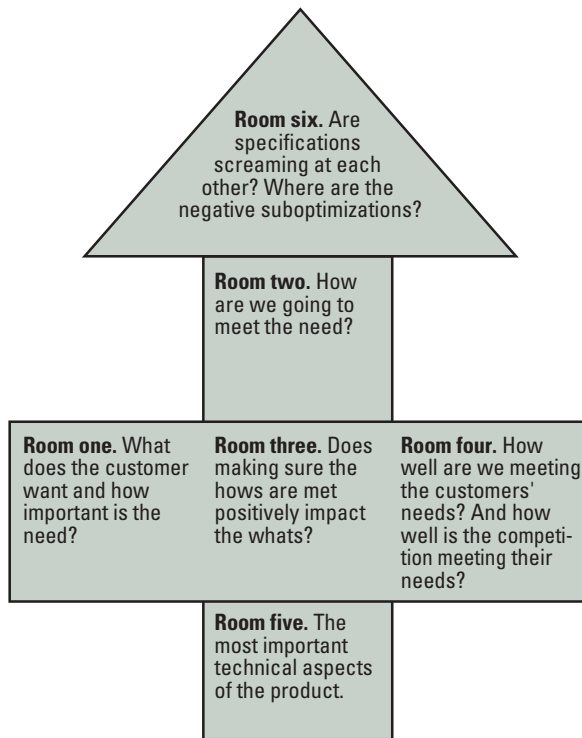 Room six. Are
specifications
screaming at each
other? Where are the
negative suboptimizations?
Room two. How
are we going to
meet the need?
Room one. What
does the customer
want and how
important is the
need?
Room three. Does
making sure the
hows are met
positively impact
the whats?
Room four. How
well are we meeting
the customers'
needs? And how
well is the competi-
tion meeting their
needs?
Room five. The
most important
technical aspects
of the product.